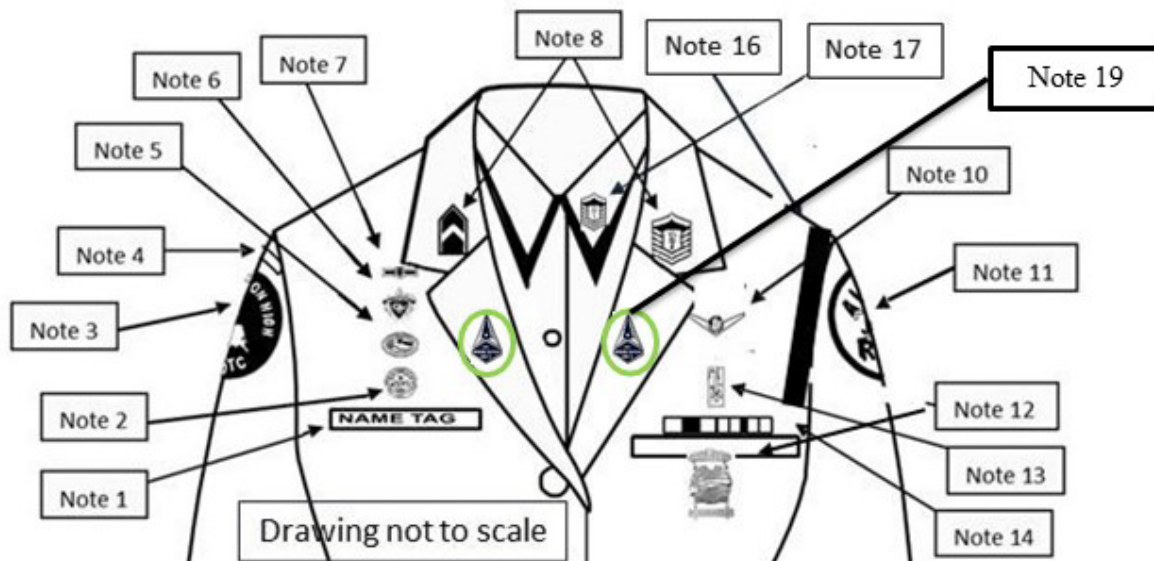 Note 8
Note 16
Note 17
Note 19
Note 7
Note 6
Note 5
Note 10
Note 4
Note 11
Note 3
Note 2
NAME TAG
Note 12
Note 1
Note 13
Drawing not to scale
Note 14